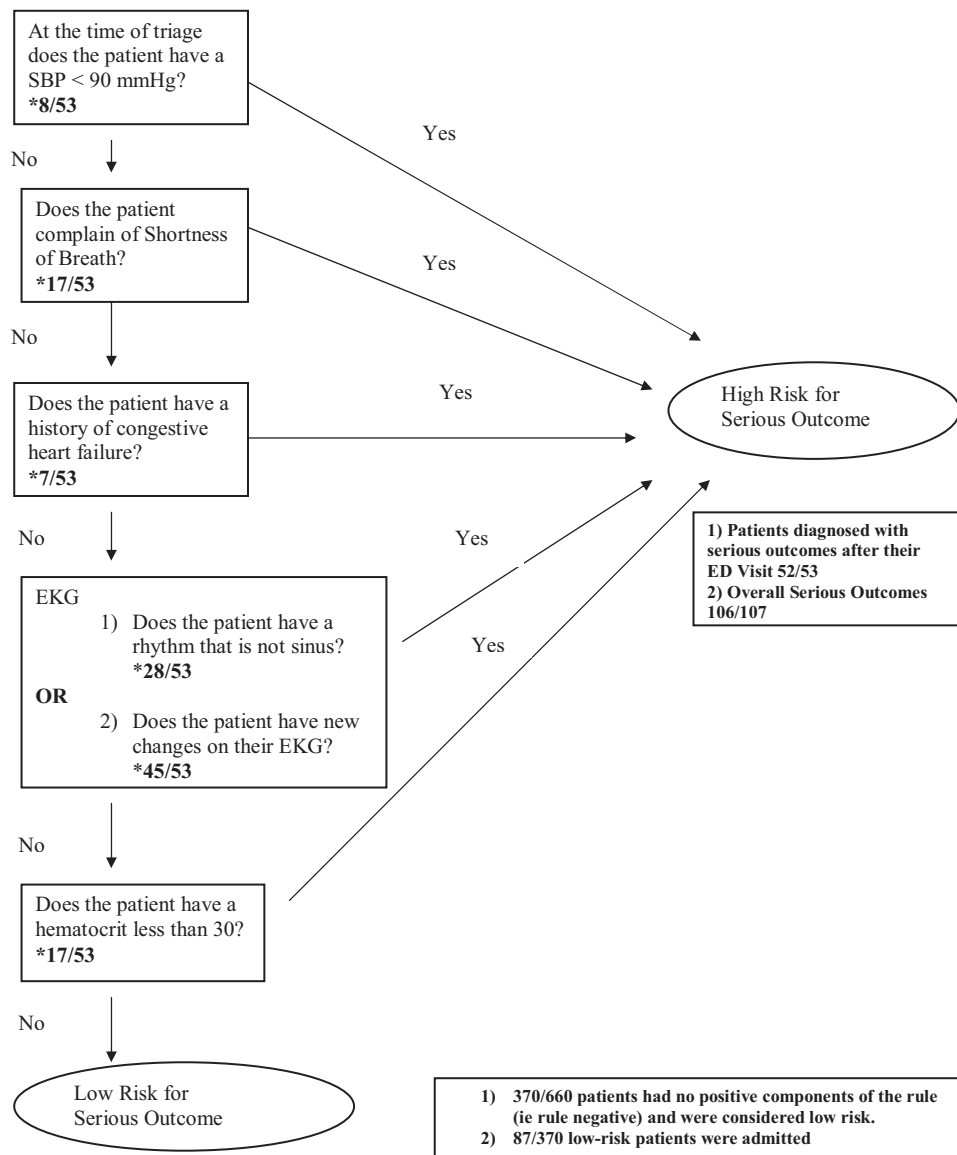 At the time of triage
does the patient have a
SBP < 90 mmHg?
*8/53
Yes
No
Does the patient
complain of Shortness
of Breath?
*17/53
Yes
No
Does the patient have a
history of congestive
heart failure?
*7/53
Yes
High Risk for
Serious Outcome
No
Yes
1) Patients diagnosed with
serious outcomes after their
ED Visit 52/53
2) Overall Serious Outcomes
106/107
EKG
1) Does the patient have a
rhythm that is not sinus?
*28/53
OR
2) Does the patient have new
changes on their EKG?
*45/53
Yes
No
Does the patient have a
hematocrit less than 30?
*17/53
No
Low Risk for
Serious Outcome
1) 370/660 patients had no positive components of the rule
(ie rule negative) and were considered low risk.
2) 87/370 low-risk patients were admitted